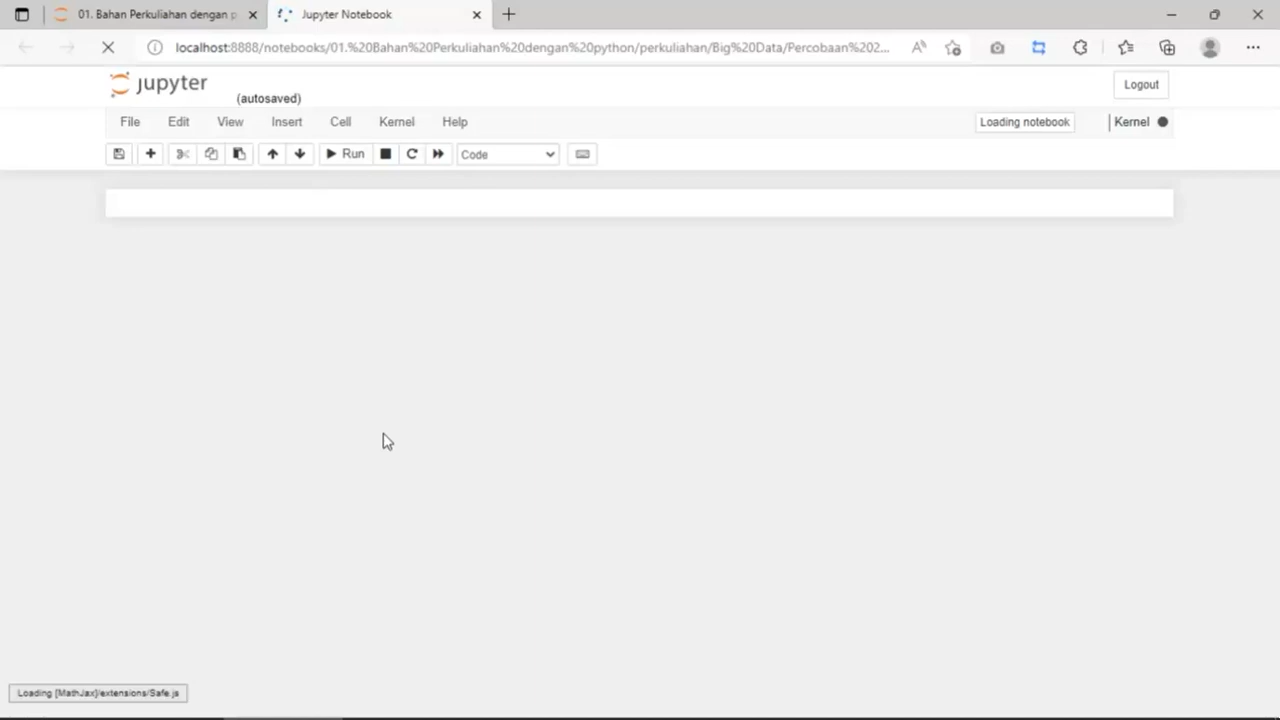 01. Bahan Perkuliahan dengan p
Jupyter Notebook
localhost:8888/notebooks/01.%20Bahan%20Perkuliahan%20dengan%20python/perkuliahan/Big%20Data/Percobaan%202...
jupyter
(autosaved)
Logout
File Edit View Insert Cell Kernel Help
Loading notebook
Kernel
Run
Code
Loading [MathJax]/extensions/Safe.js